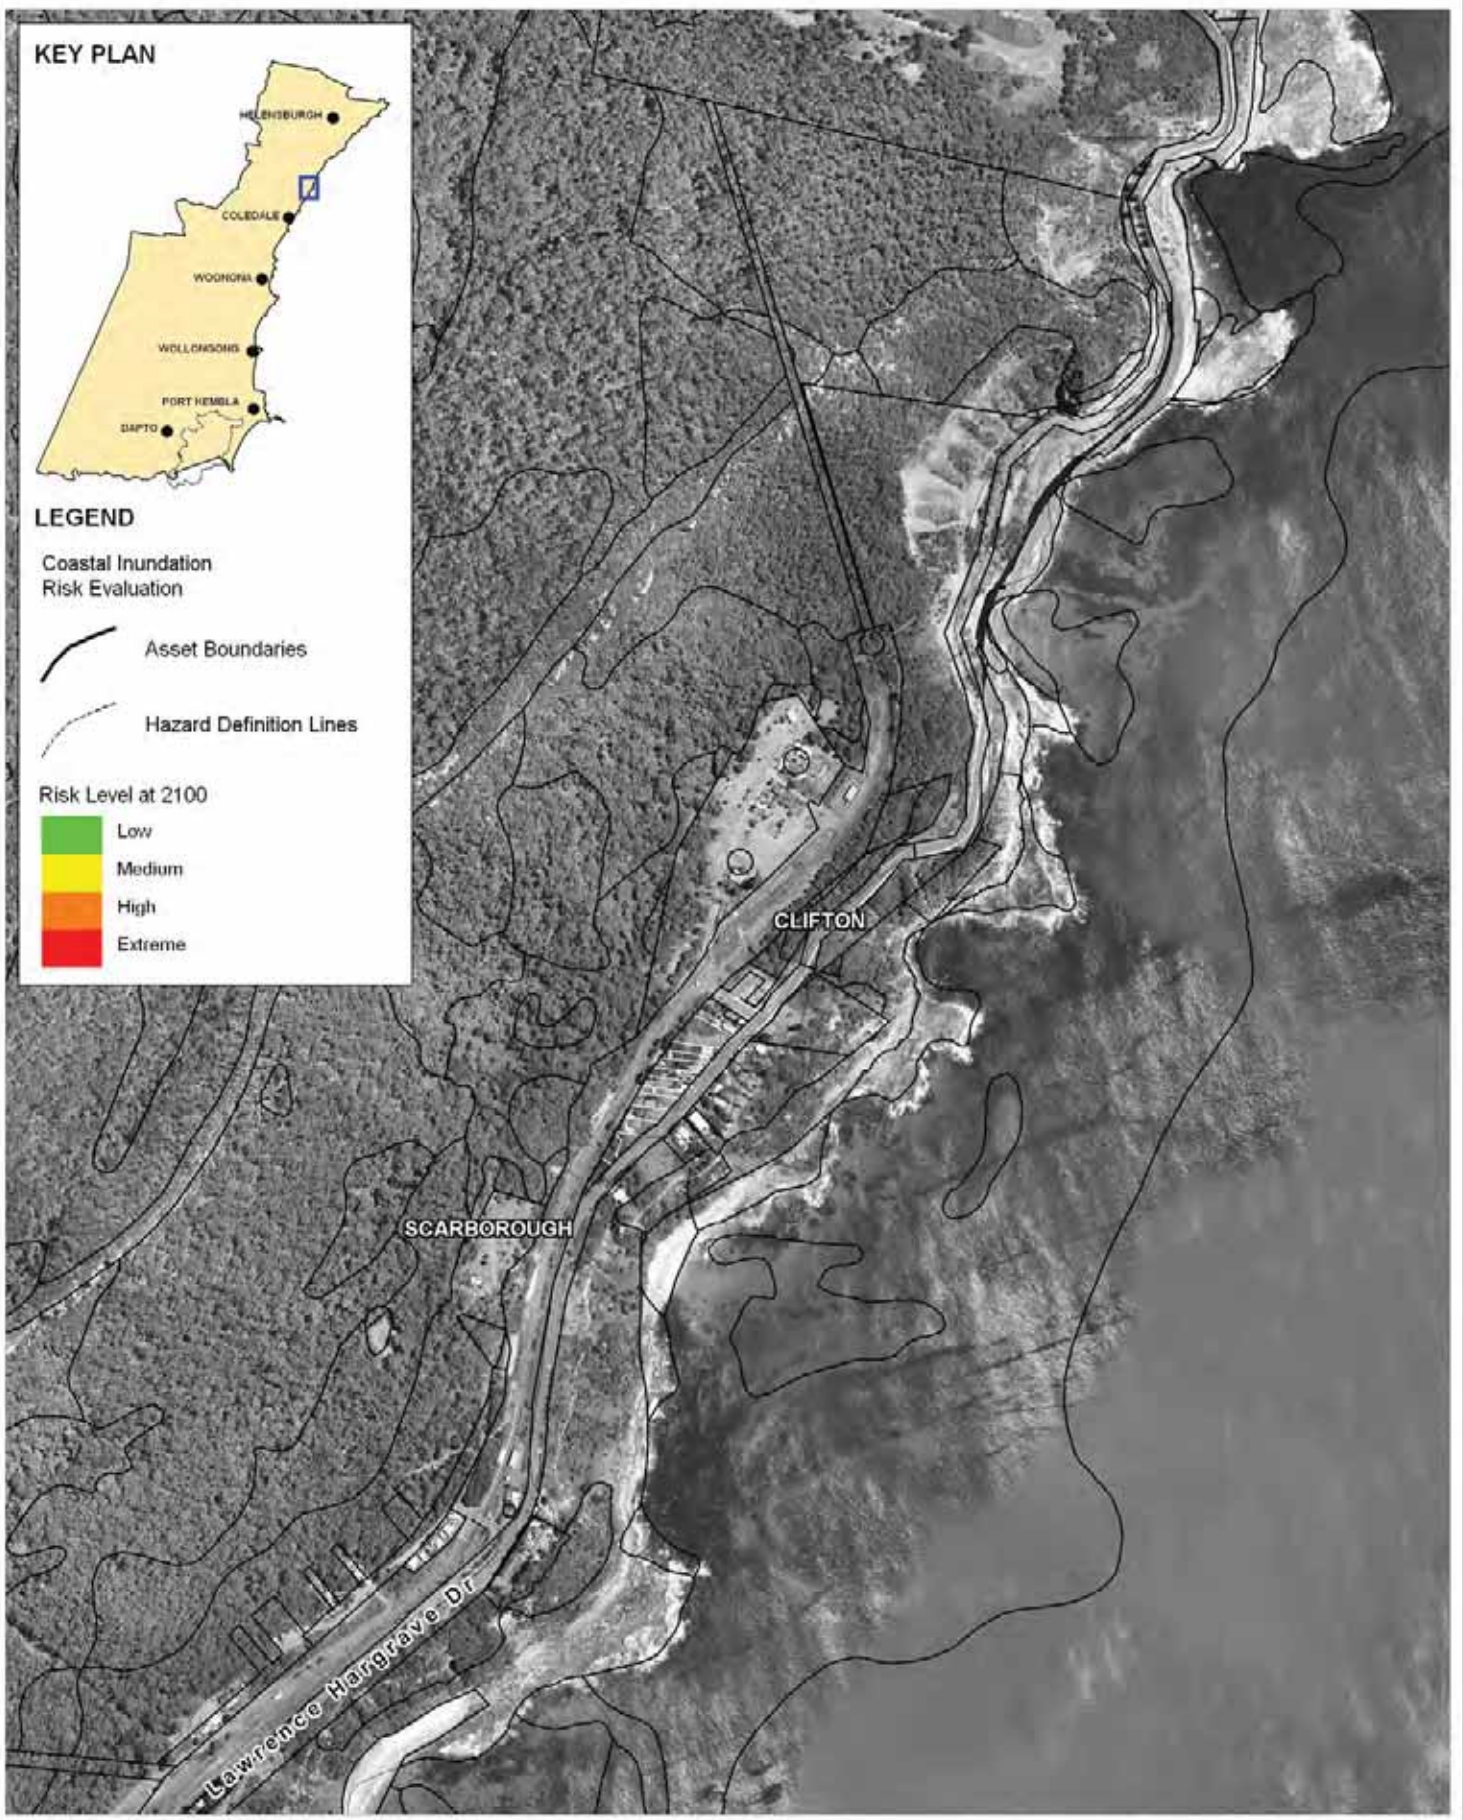 KEY PLAN
HELENSBURGH
COLEDALE
WOONONA
WOLLONGONG
PORT KEMBLA
DAPTO
LEGEND
Coastal Inundation
Risk Evaluation
Asset Boundaries
Hazard Definition Lines
Risk Level at 2100
Low
Medium
High
Extreme
CLIFTON
SCARBOROUGH
Lawrence Hargrave Dr